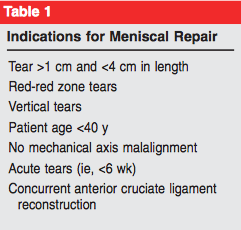 Table 1
Indications for Meniscal Repair
Tear >1 cm and <4 cm in length
Red-red zone tears
Vertical tears
Patient age <40 y
No mechanical axis malalignment
Acute tears (ie, <6 wk)
Concurrent anterior cruciate ligament
reconstruction